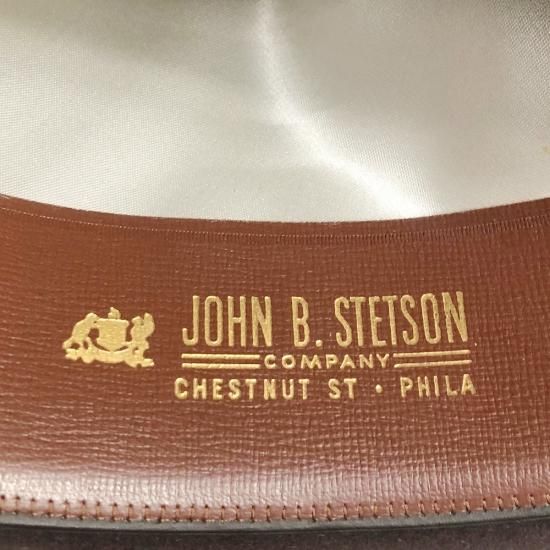 JOHN B. STETSON
COMPANY
CHESTNUT ST • PHILA